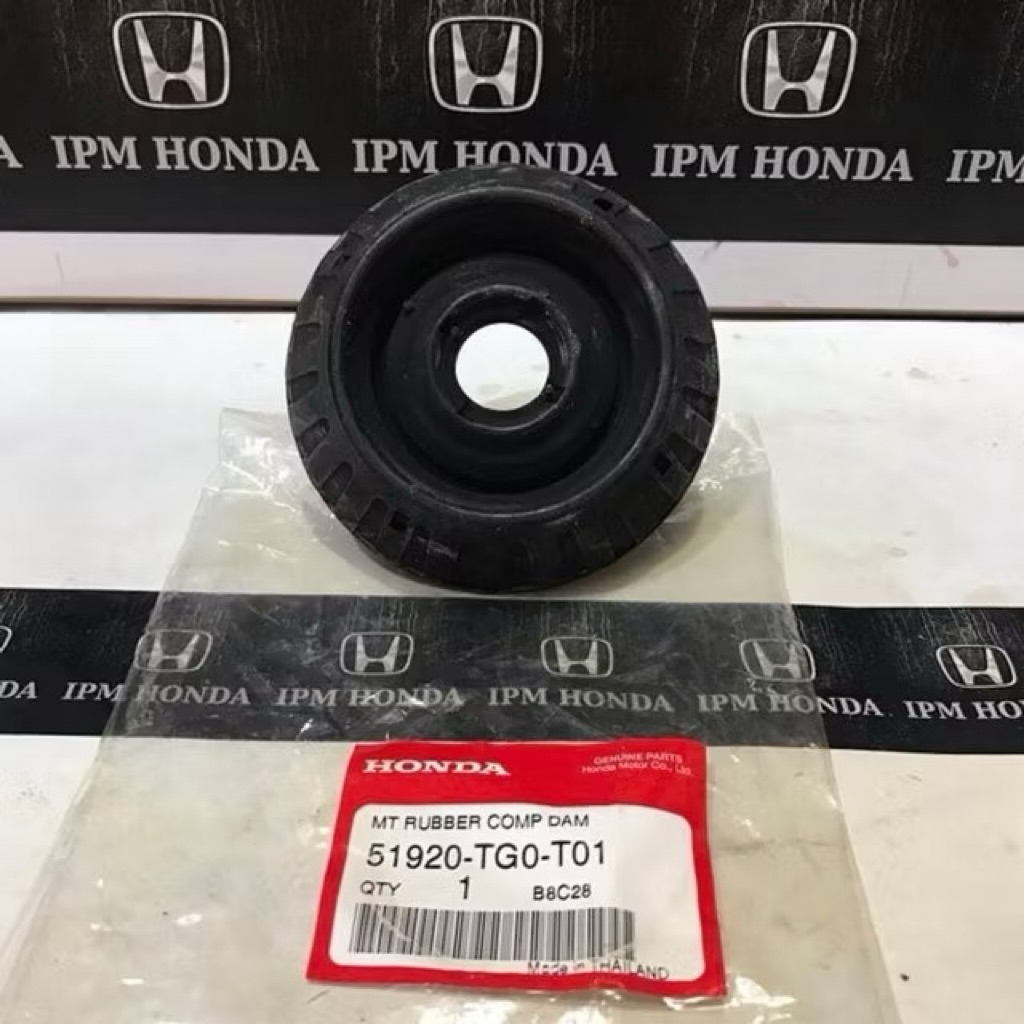 IPM HONDA IPM HONDA IPM HONDA IPM
IPM HONDA IPM HONDA IPM HONDA IPM HONDA IPM HO
HONDA
GENUINE PARTS
Honda Motor Co., Ltd.
MT RUBBER COMP DAM
51920-TG0-T01
QTY 1 B8C28
Made in THAILAND